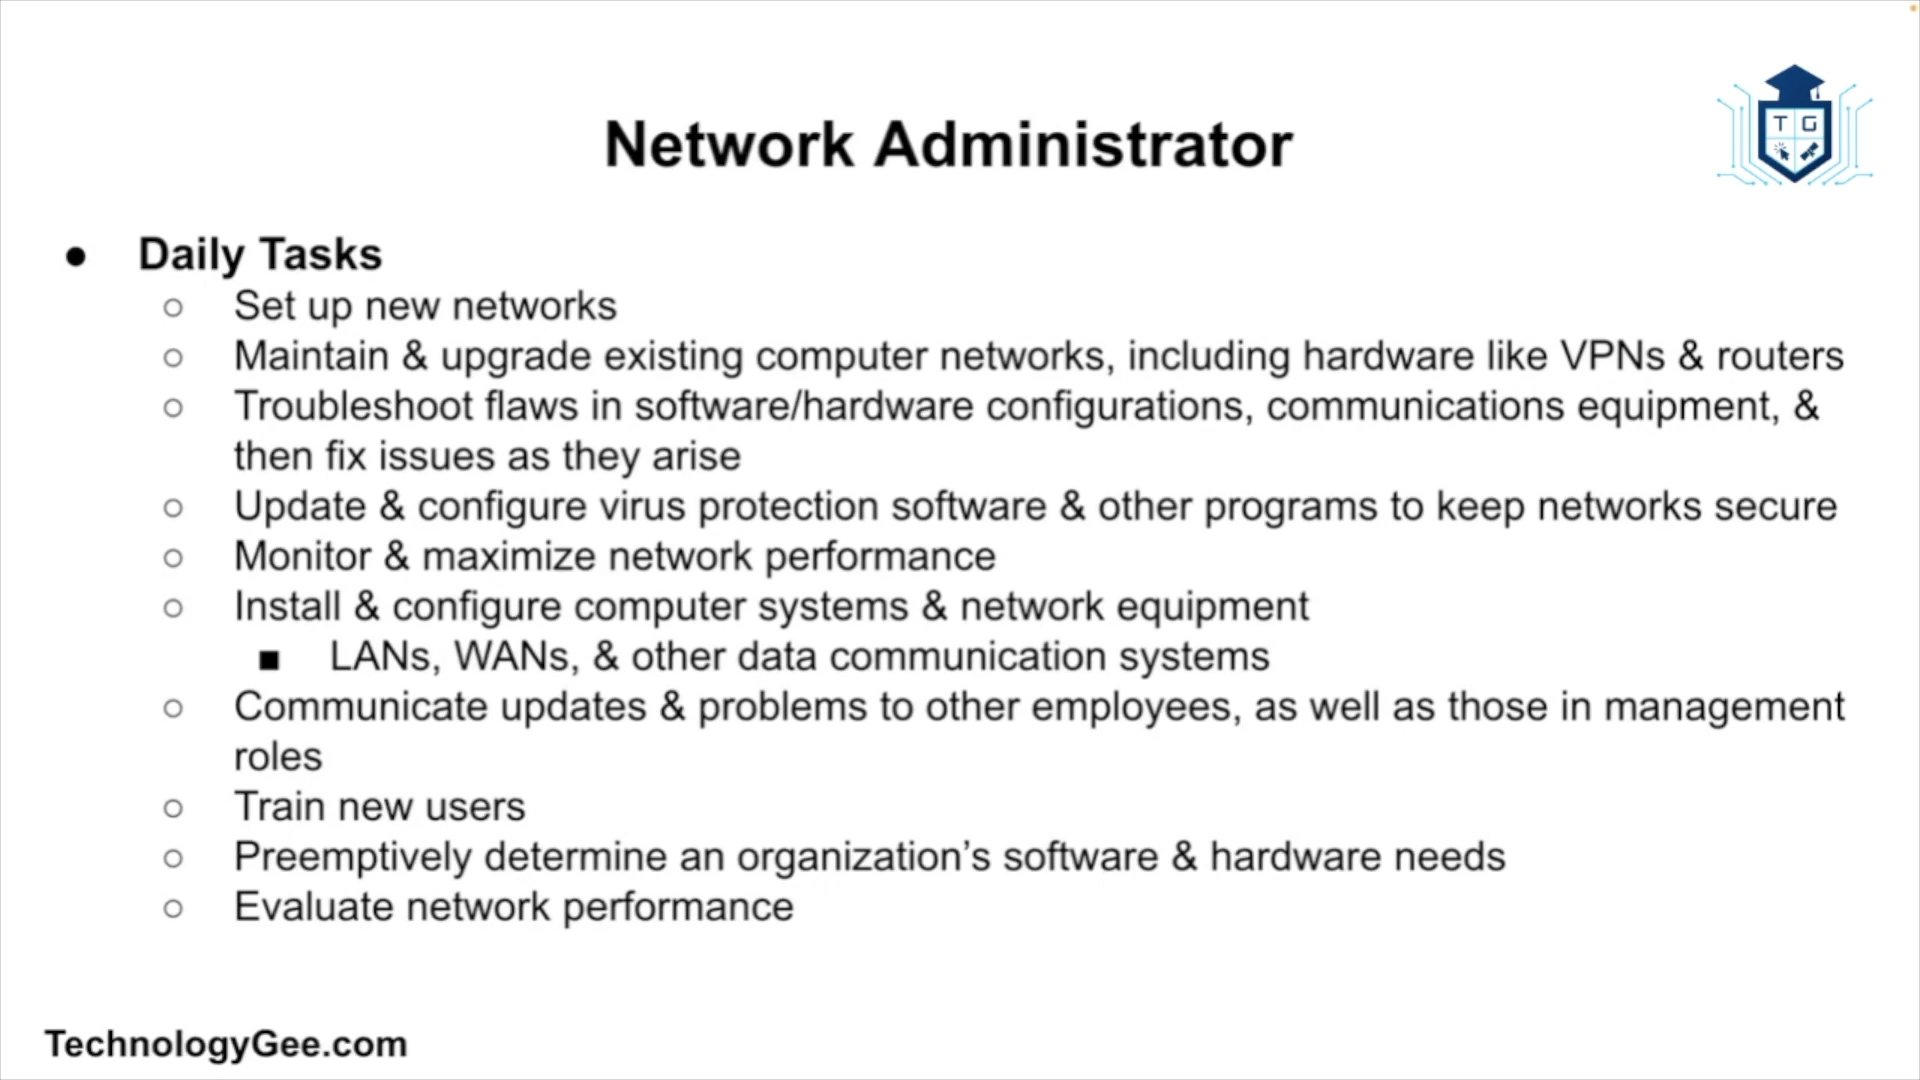 T G
Network Administrator
● Daily Tasks
○ Set up new networks
○ Maintain & upgrade existing computer networks, including hardware like VPNs & routers
○ Troubleshoot flaws in software/hardware configurations, communications equipment, &
then fix issues as they arise
○ Update & configure virus protection software & other programs to keep networks secure
○ Monitor & maximize network performance
○ Install & configure computer systems & network equipment
■ LANs, WANs, & other data communication systems
○ Communicate updates & problems to other employees, as well as those in management
roles
○ Train new users
○ Preemptively determine an organization’s software & hardware needs
○ Evaluate network performance
TechnologyGee.com